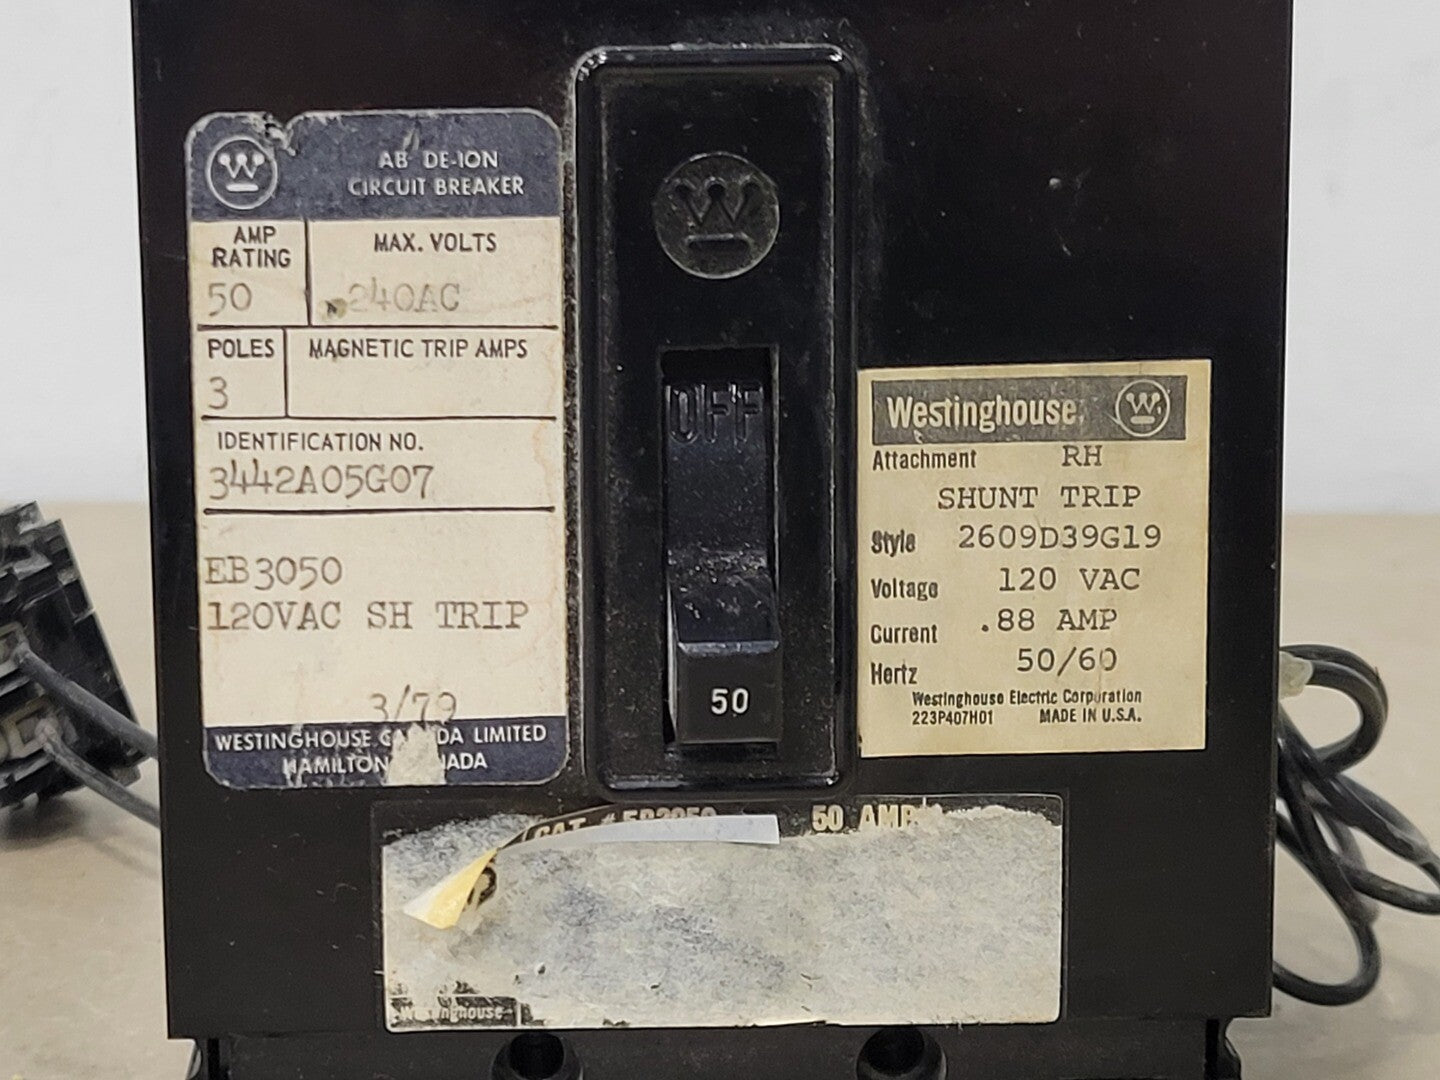 AB DE-ION
CIRCUIT BREAKER
AMP
RATING
MAX. VOLTS
50
240AC
POLES
MAGNETIC TRIP AMPS
3
IDENTIFICATION NO.
3442A05G07
EB3050
120VAC SH TRIP
3/79
WESTINGHOUSE CANADA LIMITED
HAMILTON CANADA
W
OFF
50
Westinghouse
Attachment RH
SHUNT TRIP
Style 2609D39G19
Voltage 120 VAC
Current .88 AMP
Hertz 50/60
Westinghouse Electric Corporation
223P407H01 MADE IN U.S.A.
CAT. # EB3050 50 AMP
Westinghouse